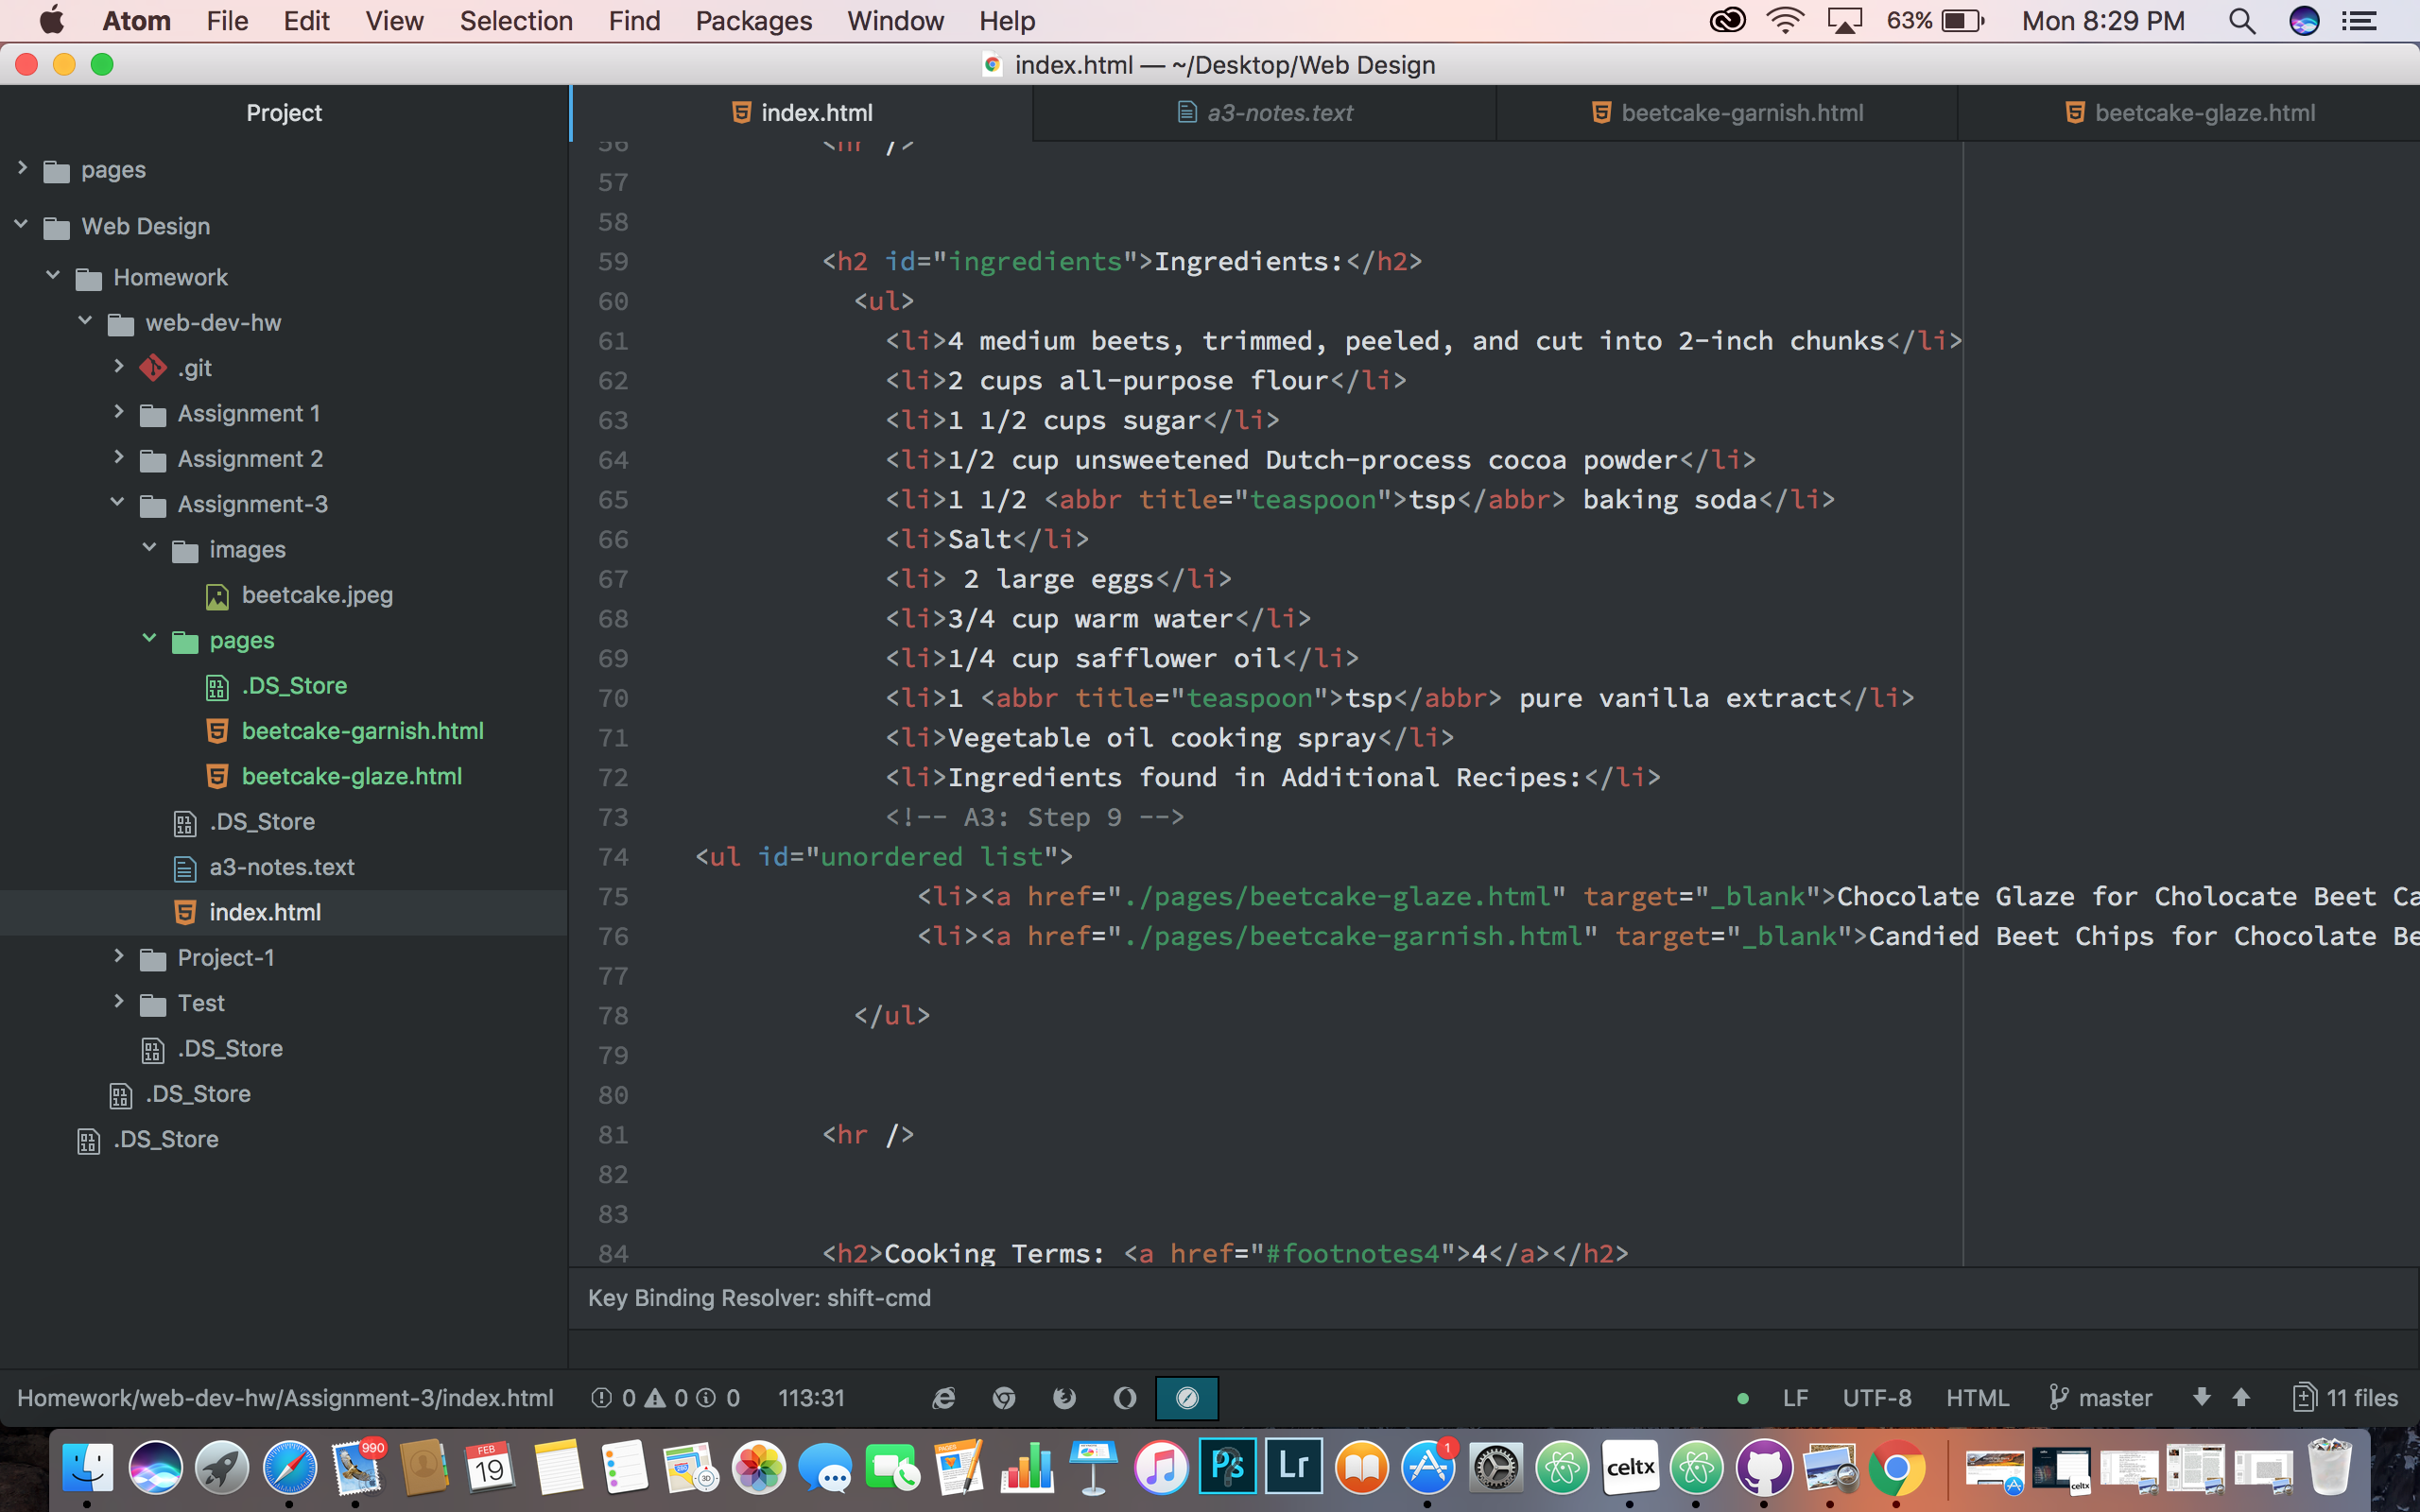 Atom File Edit View Selection Find Packages Window Help 63% Mon 8:29 PM
index.html — ~/Desktop/Web Design
Project
index.html a3-notes.text beetcake-garnish.html beetcake-glaze.html
pages
Web Design
Homework
web-dev-hw
.git
Assignment 1
Assignment 2
Assignment-3
images
beetcake.jpeg
pages
.DS_Store
beetcake-garnish.html
beetcake-glaze.html
.DS_Store
a3-notes.text
index.html
Project-1
Test
.DS_Store
.DS_Store
.DS_Store
56 <hr />
57
58
59 <h2 id="ingredients">Ingredients:</h2>
60 <ul>
61 <li>4 medium beets, trimmed, peeled, and cut into 2-inch chunks</li>
62 <li>2 cups all-purpose flour</li>
63 <li>1 1/2 cups sugar</li>
64 <li>1/2 cup unsweetened Dutch-process cocoa powder</li>
65 <li>1 1/2 <abbr title="teaspoon">tsp</abbr> baking soda</li>
66 <li>Salt</li>
67 <li> 2 large eggs</li>
68 <li>3/4 cup warm water</li>
69 <li>1/4 cup safflower oil</li>
70 <li>1 <abbr title="teaspoon">tsp</abbr> pure vanilla extract</li>
71 <li>Vegetable oil cooking spray</li>
72 <li>Ingredients found in Additional Recipes:</li>
73 <!-- A3: Step 9 -->
74 <ul id="unordered list">
75 <li><a href="./pages/beetcake-glaze.html" target="_blank">Chocolate Glaze for Cholocate Beet Ca
76 <li><a href="./pages/beetcake-garnish.html" target="_blank">Candied Beet Chips for Chocolate Be
77
78 </ul>
79
80
81 <hr />
82
83
84 <h2>Cooking Terms: <a href="#footnotes4">4</a></h2>
Key Binding Resolver: shift-cmd
Homework/web-dev-hw/Assignment-3/index.html 0 0 0 113:31 LF UTF-8 HTML master 11 files
990 FEB 19 3D PAGES Ps Lr 1 celtx celtx